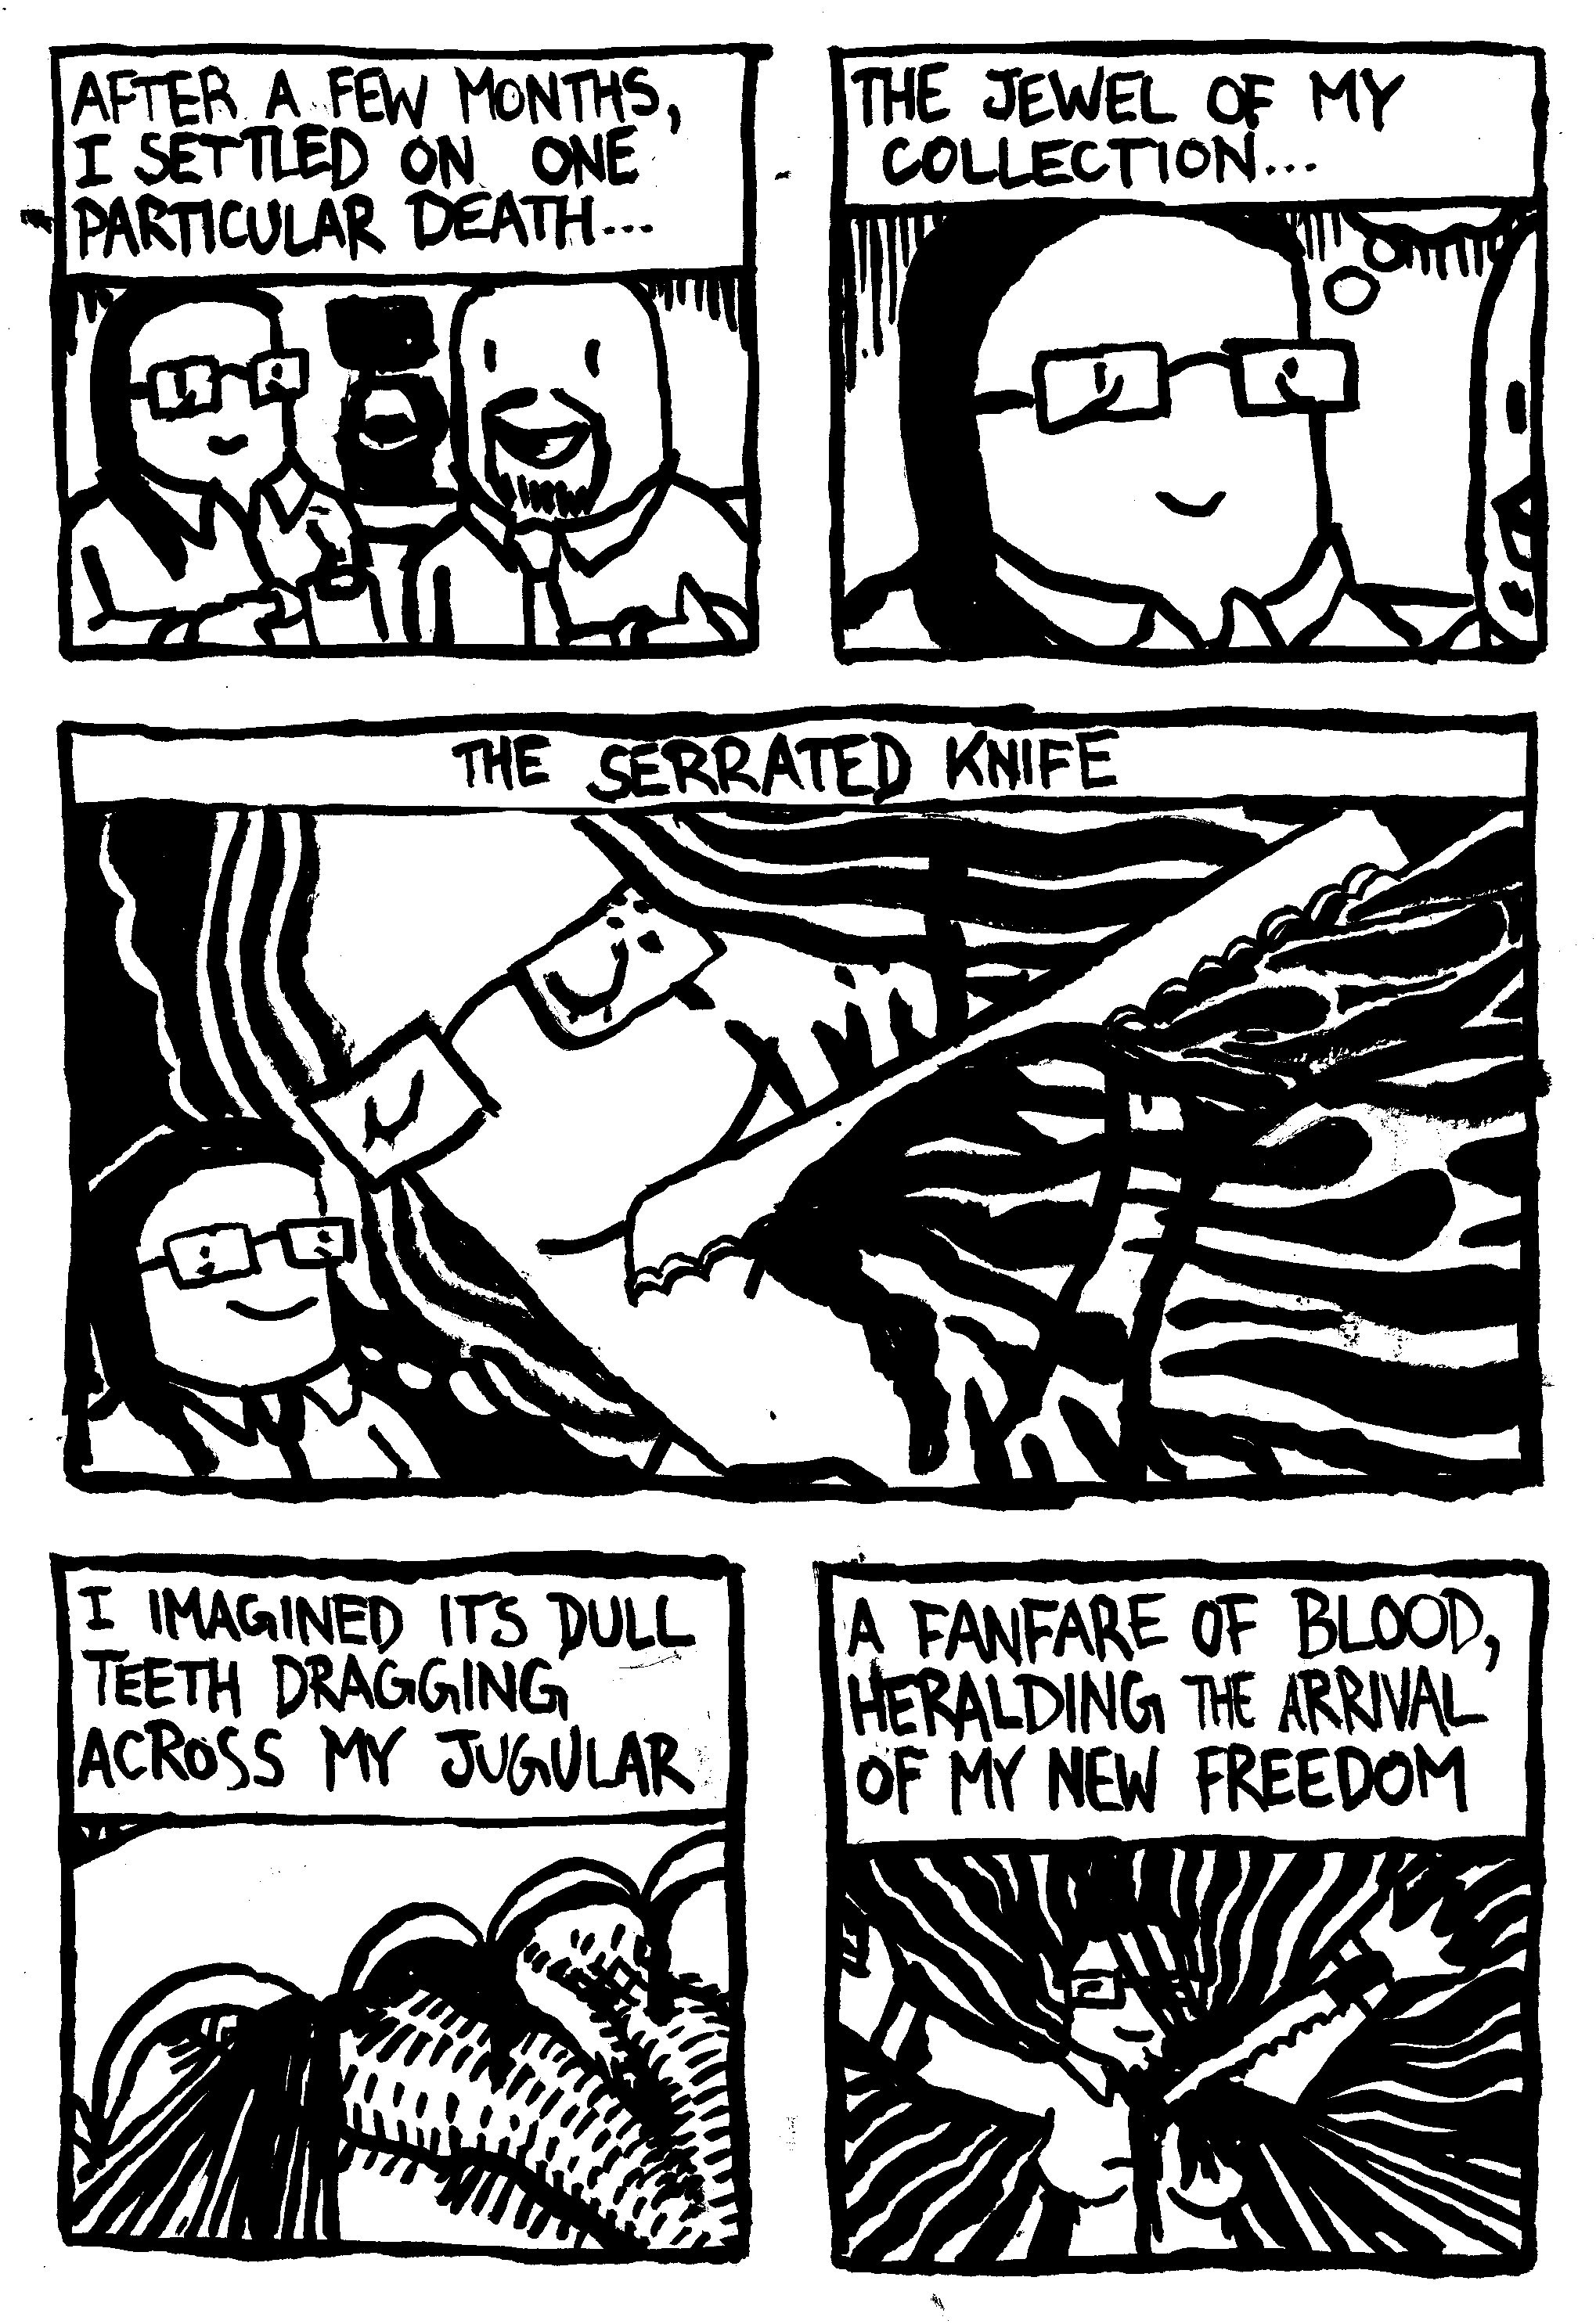 AFTER A FEW MONTHS,
I SETTLED ON ONE
PARTICULAR DEATH...
THE JEWEL OF MY
COLLECTION...
THE SERRATED KNIFE
I IMAGINED ITS DULL
TEETH DRAGGING
ACROSS MY JUGULAR
A FANFARE OF BLOOD,
HERALDING THE ARRIVAL
OF MY NEW FREEDOM